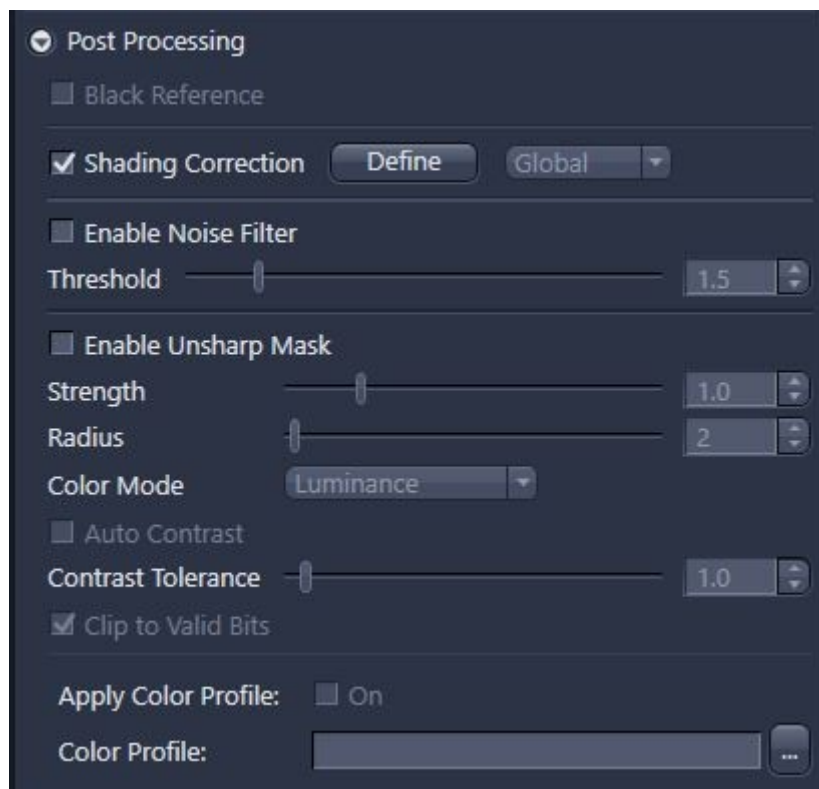 Post Processing
Black Reference
Shading Correction Define Global
Enable Noise Filter
Threshold 1.5
Enable Unsharp Mask
Strength 1.0
Radius 2
Color Mode Luminance
Auto Contrast
Contrast Tolerance 1.0
Clip to Valid Bits
Apply Color Profile: On
Color Profile: ...